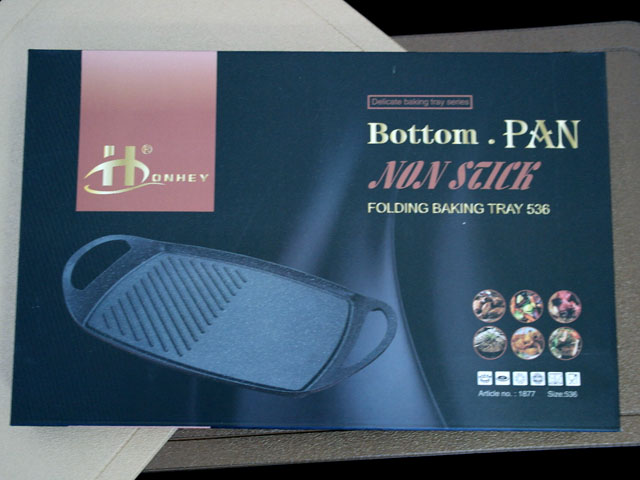 HONHEY®
Delicate baking tray series
Bottom . PAN
NON STICK
FOLDING BAKING TRAY 536
Article no. : 1877 Size:536